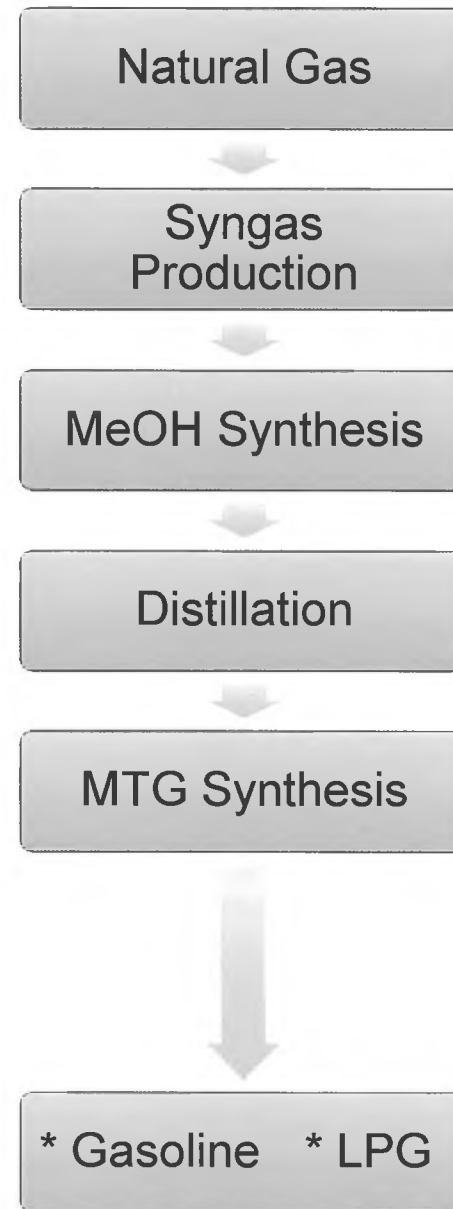 Natural Gas
Syngas
Production
MeOH Synthesis
Distillation
MTG Synthesis
* Gasoline * LPG